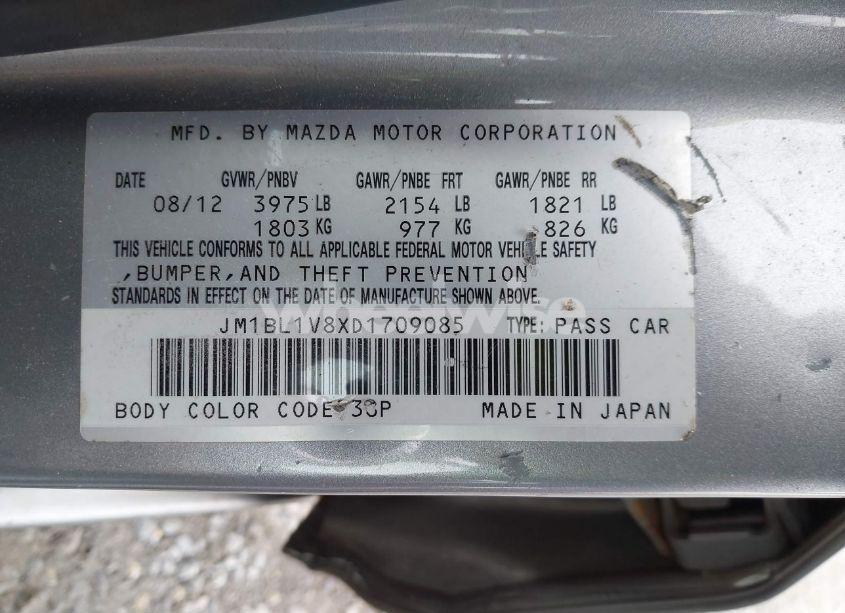 MFD. BY MAZDA MOTOR CORPORATION
DATE GVWR/PNBV GAWR/PNBE FRT GAWR/PNBE RR
08/12 3975 LB 2154 LB 1821 LB
1803 KG 977 KG 826 KG
THIS VEHICLE CONFORMS TO ALL APPLICABLE FEDERAL MOTOR VEHICLE SAFETY
,BUMPER,AND THEFT PREVENTION
STANDARDS IN EFFECT ON THE DATE OF MANUFACTURE SHOWN ABOVE.
JM1BL1V8XD1709085 TYPE: PASS CAR
BODY COLOR CODE MADE IN JAPAN